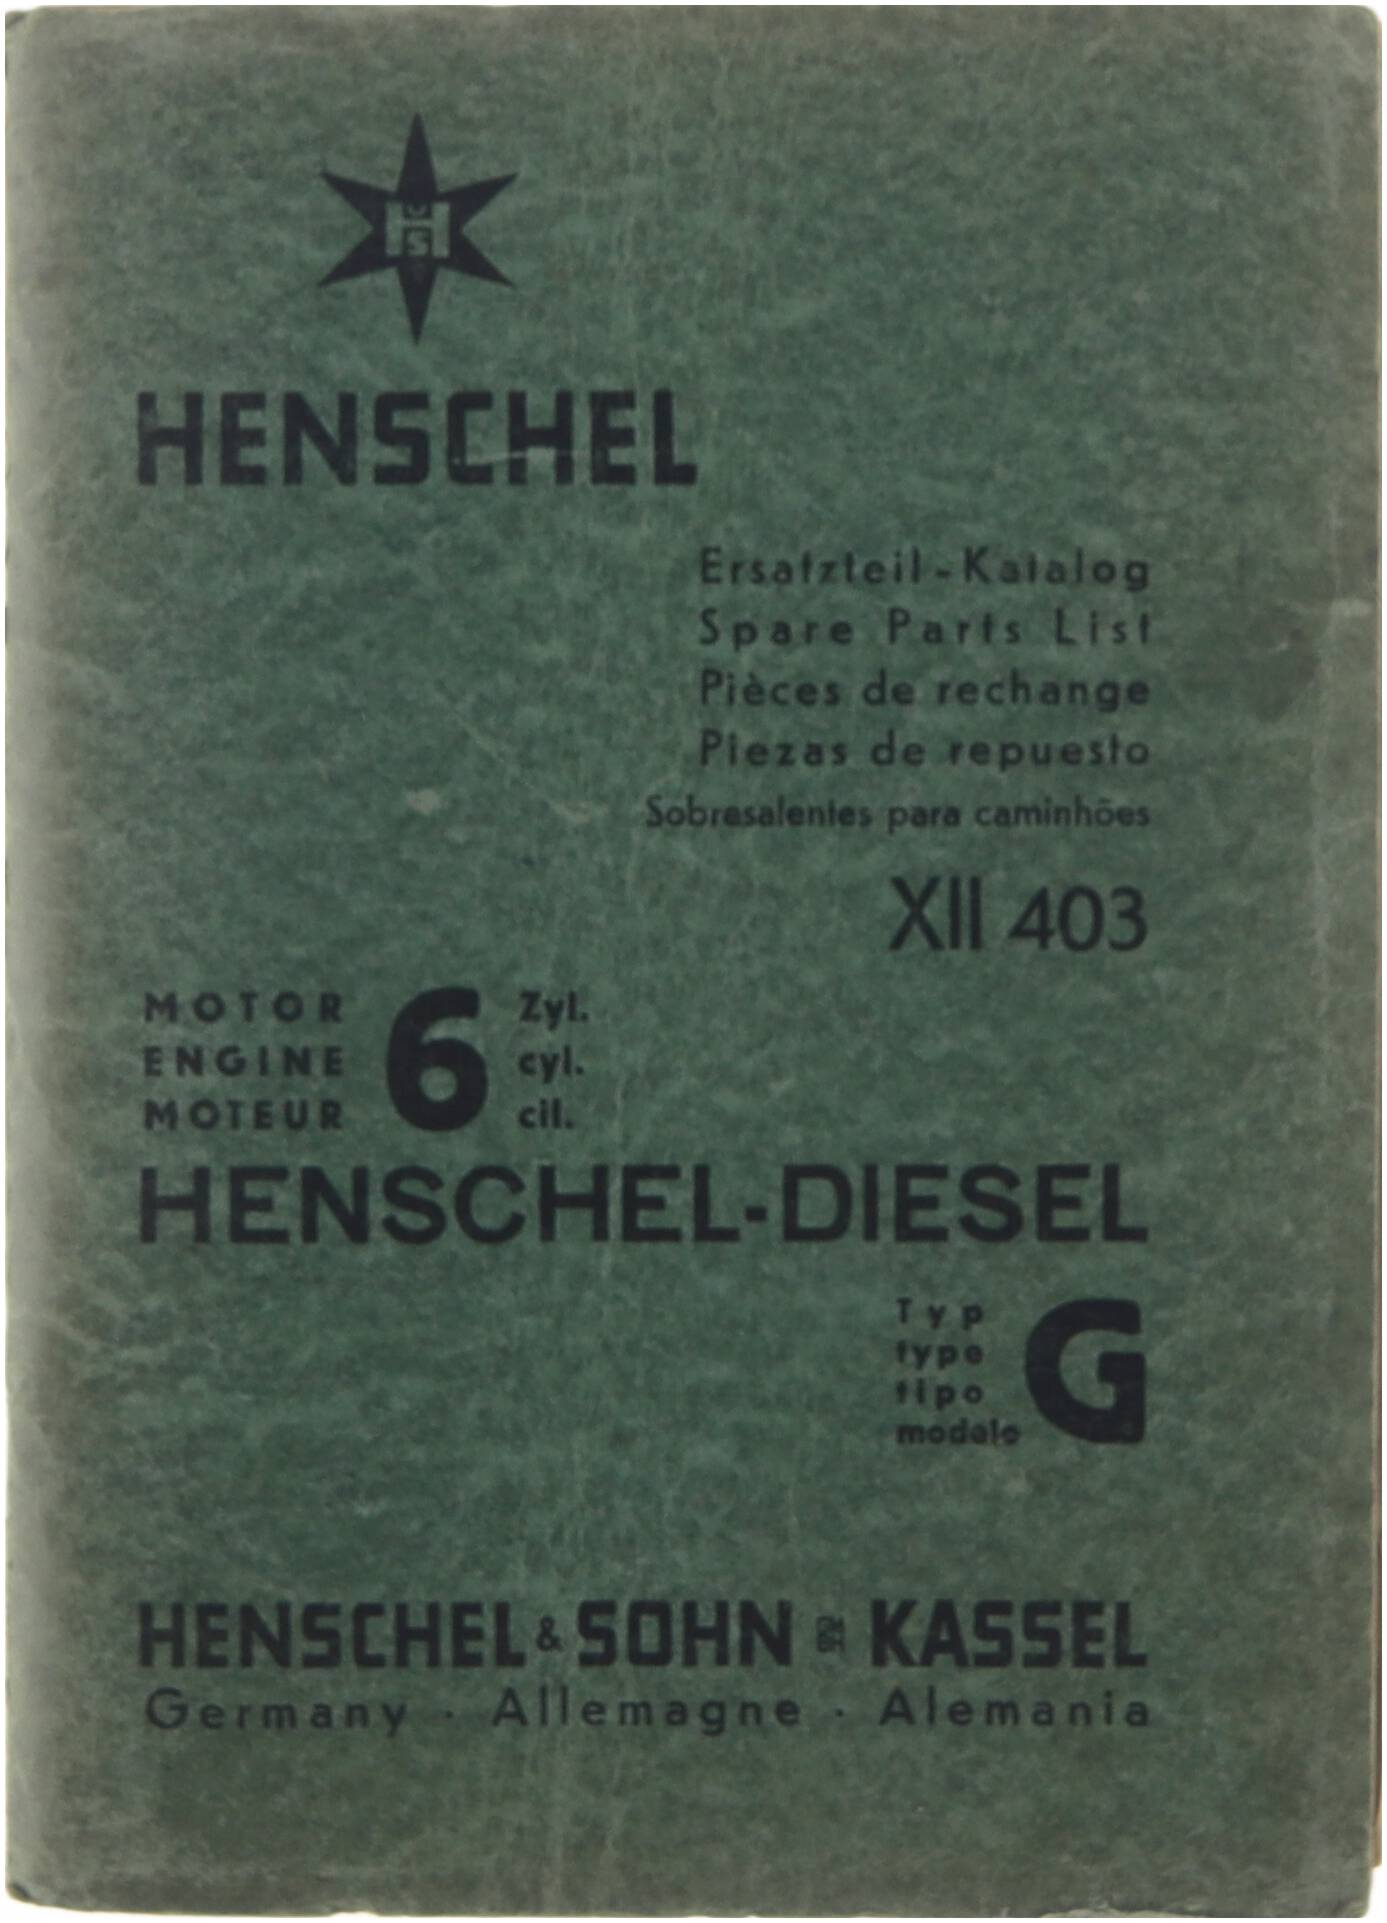 H U S
HENSCHEL
Ersatzteil-Katalog
Spare Parts List
Pièces de rechange
Piezas de repuesto
Sobresalentes para caminhões
XII 403
MOTOR 6 Zyl.
ENGINE cyl.
MOTEUR cil.
HENSCHEL-DIESEL
Typ G
type
tipo
modelo
HENSCHEL & SOHN KASSEL
Germany · Allemagne · Alemania